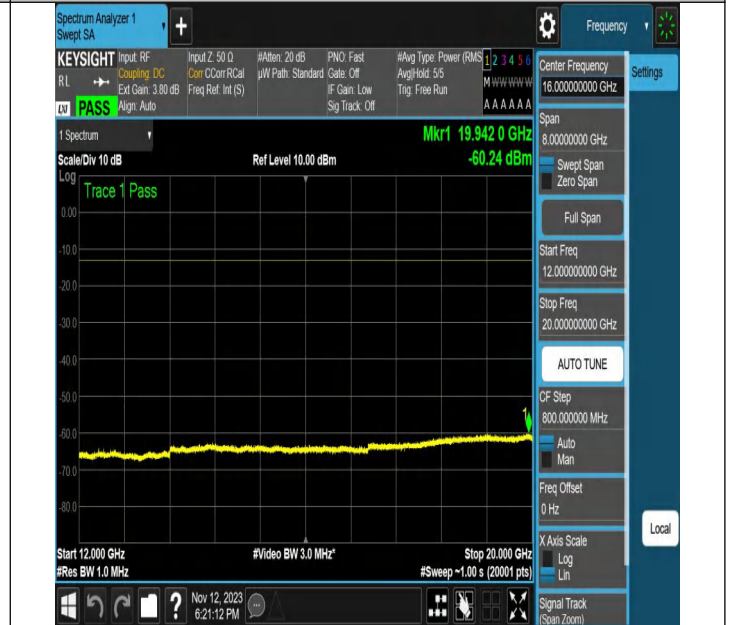 Spectrum Analyzer 1
Swept SA
+
Frequency
KEYSIGHT
RL
LXI
PASS
Input: RF
Coupling: DC
Ext Gain: 3.80 dB
Align: Auto
Input Z: 50 Ω
Corr CCorr RCal
Freq Ref: Int (S)
#Atten: 20 dB
µW Path: Standard
PNO: Fast
Gate: Off
IF Gain: Low
Sig Track: Off
#Avg Type: Power (RMS
Avg|Hold: 5/5
Trig: Free Run
1 2 3 4 5 6
M W W W W W
A A A A A A
Center Frequency
16.000000000 GHz
Settings
Span
8.00000000 GHz
Swept Span
Zero Span
Full Span
Start Freq
12.000000000 GHz
Stop Freq
20.000000000 GHz
AUTO TUNE
CF Step
800.000000 MHz
Auto
Man
Freq Offset
0 Hz
X Axis Scale
Log
Lin
Signal Track
(Span Zoom)
Local
1 Spectrum
Scale/Div 10 dB
Ref Level 10.00 dBm
Mkr1 19.942 0 GHz
-60.24 dBm
Log
Trace 1 Pass
0.00
-10.0
-20.0
-30.0
-40.0
-50.0
-60.0
-70.0
-80.0
1
Start 12.000 GHz
#Video BW 3.0 MHz*
Stop 20.000 GHz
#Res BW 1.0 MHz
#Sweep ~1.00 s (20001 pts)
?
Nov 12, 2023
6:21:12 PM